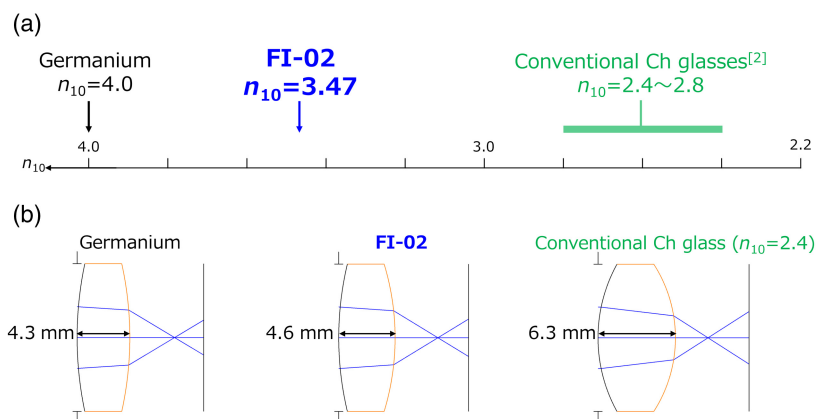 (a)
Germanium
n10=4.0
FI-02
n10=3.47
Conventional Ch glasses[2]
n10=2.4～2.8
n10
4.0
3.0
2.2
(b)
Germanium
FI-02
Conventional Ch glass (n10=2.4)
4.3 mm
4.6 mm
6.3 mm